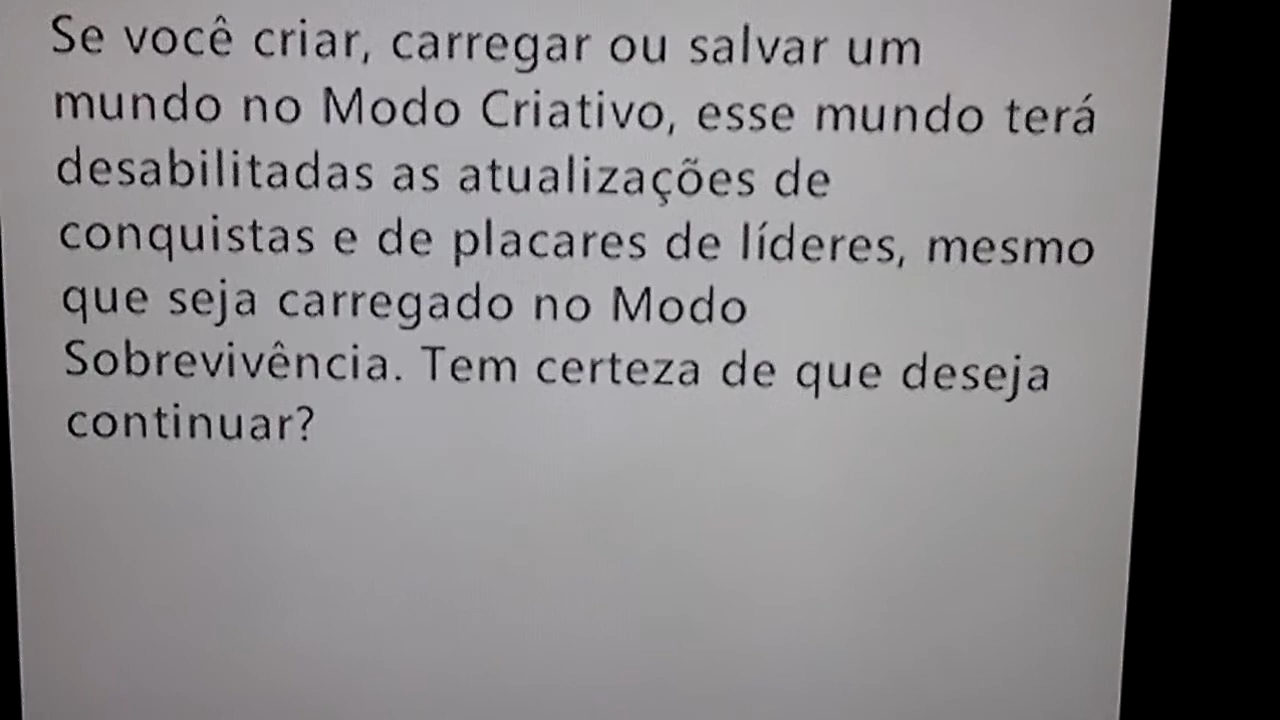 Se você criar, carregar ou salvar um
mundo no Modo Criativo, esse mundo terá
desabilitadas as atualizações de
conquistas e de placares de líderes, mesmo
que seja carregado no Modo
Sobrevivência. Tem certeza de que deseja
continuar?